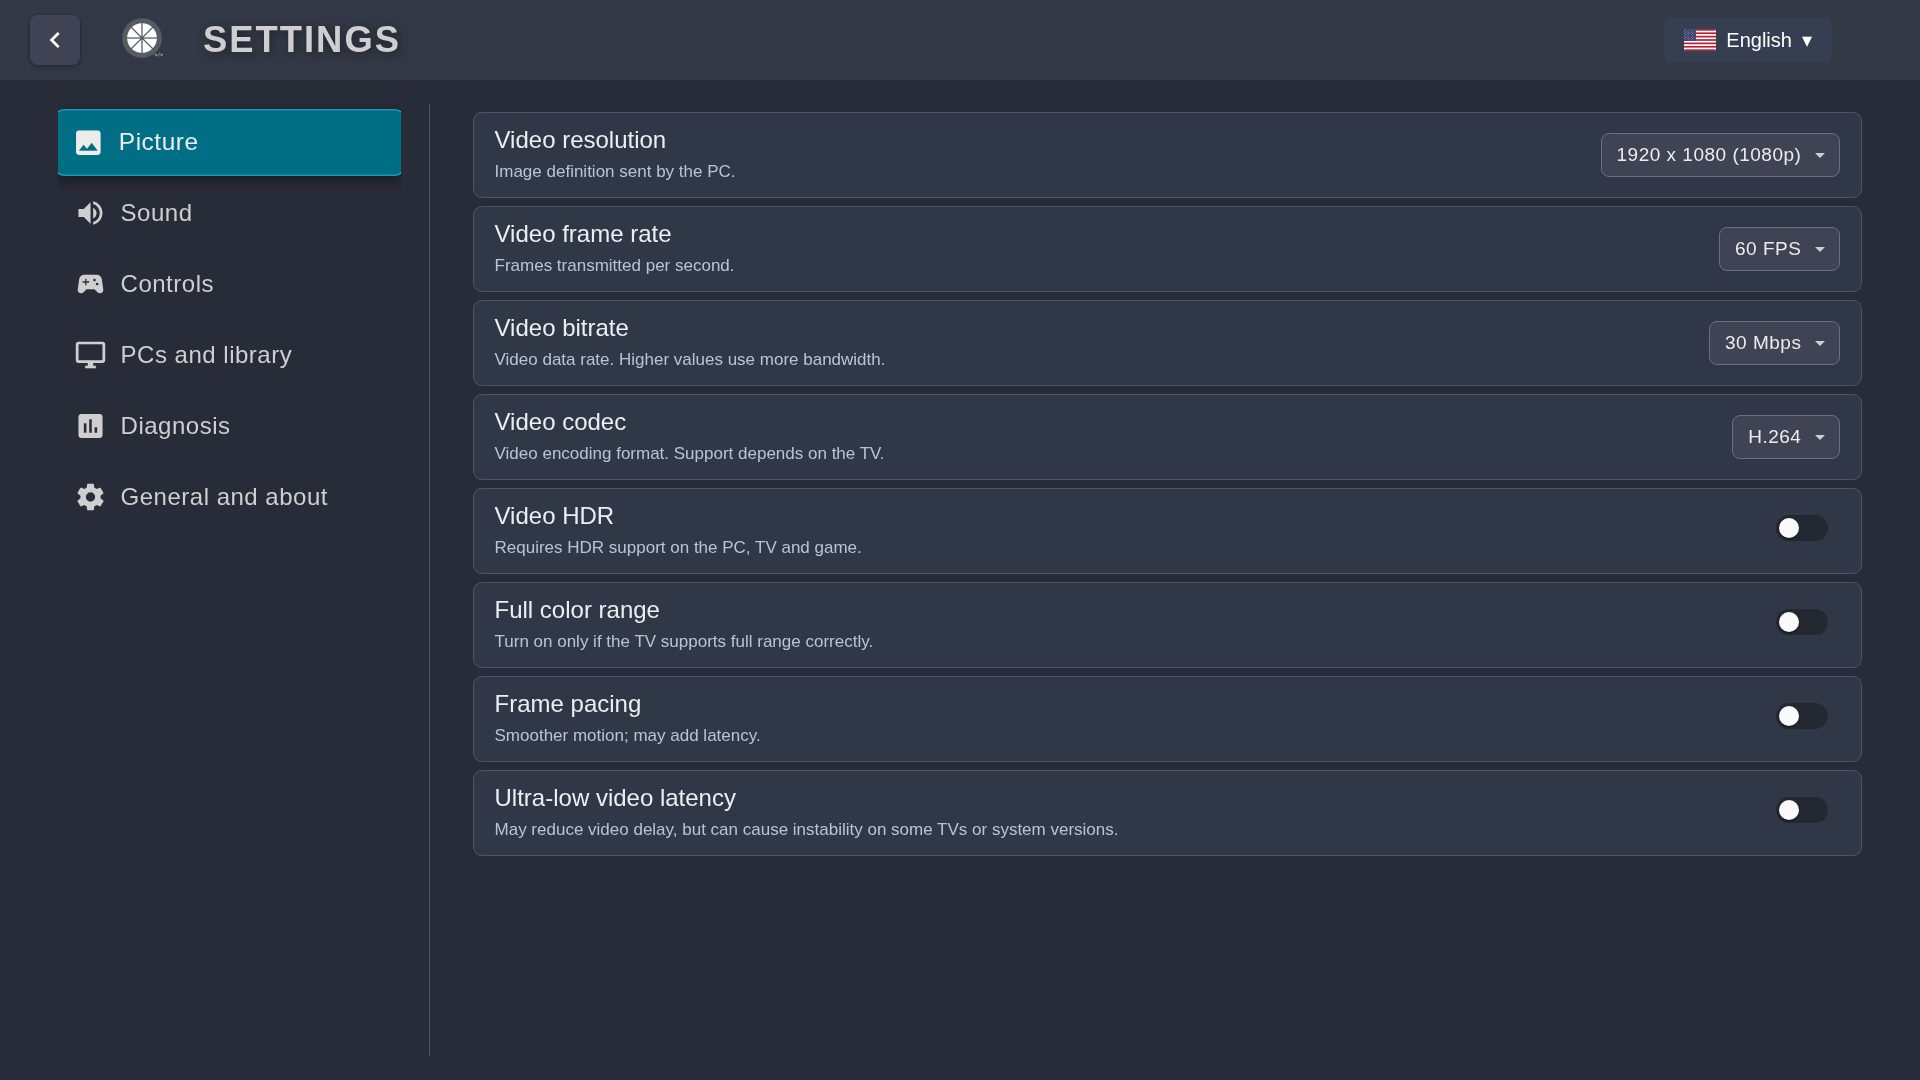 SETTINGS
English ▾
Picture
Sound
Controls
PCs and library
Diagnosis
General and about
Video resolution
Image definition sent by the PC.
1920 x 1080 (1080p)
Video frame rate
Frames transmitted per second.
60 FPS
Video bitrate
Video data rate. Higher values use more bandwidth.
30 Mbps
Video codec
Video encoding format. Support depends on the TV.
H.264
Video HDR
Requires HDR support on the PC, TV and game.
Full color range
Turn on only if the TV supports full range correctly.
Frame pacing
Smoother motion; may add latency.
Ultra-low video latency
May reduce video delay, but can cause instability on some TVs or system versions.